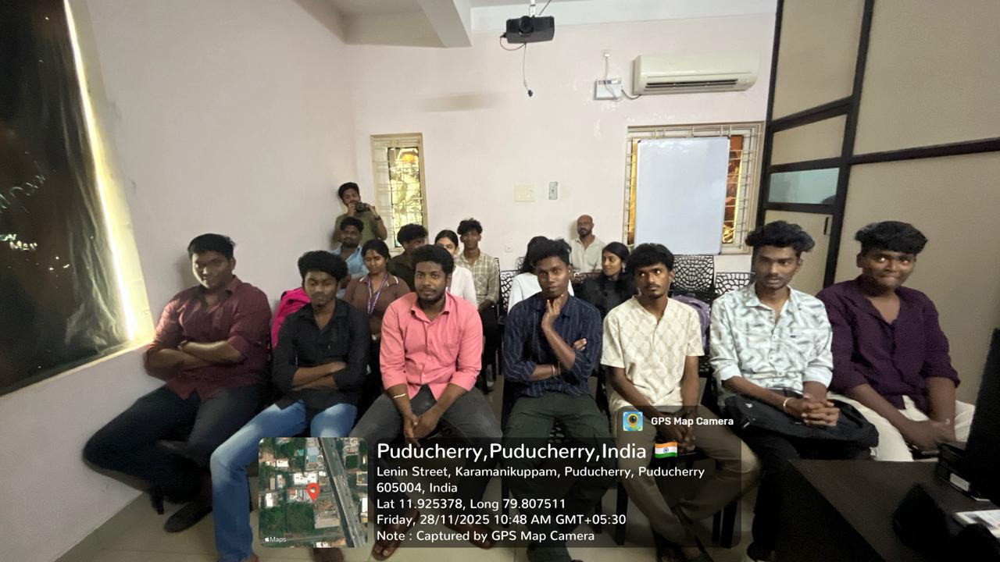 GPS Map Camera
Puducherry,Puducherry,India
Lenin Street, Karamanikuppam, Puducherry, Puducherry
605004, India
Lat 11.925378, Long 79.807511
Friday, 28/11/2025 10:48 AM GMT+05:30
Note : Captured by GPS Map Camera
Maps